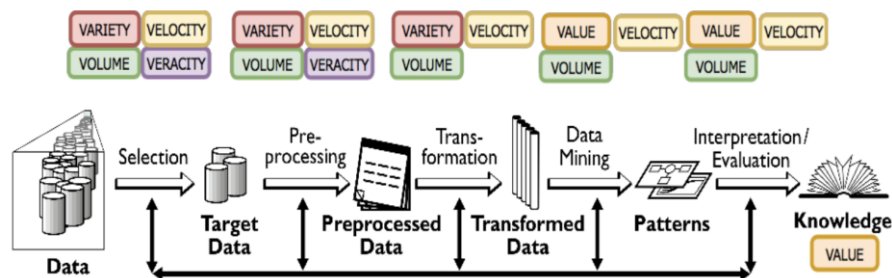 VARIETY VELOCITY VARIETY VELOCITY VARIETY VELOCITY VALUE VELOCITY VALUE VELOCITY
VOLUME VERACITY VOLUME VERACITY VOLUME VOLUME VOLUME
Selection
Pre-
processing
Trans-
formation
Data
Mining
Interpretation/
Evaluation
Data
Target
Data
Preprocessed
Data
Transformed
Data
Patterns
Knowledge
VALUE